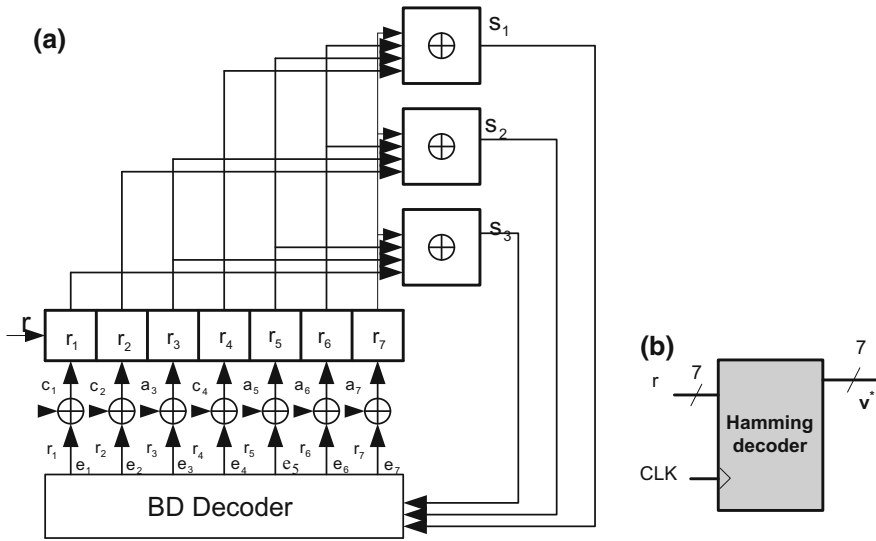 (a)
S₁
S₂
S₃
r
r₁ r₂ r₃ r₄ r₅ r₆ r₇
c₁ c₂ a₃ c₄ a₅ a₆ a₇
r₁ r₂ r₃ r₄ r₅ r₆ r₇
e₁ e₂ e₃ e₄ e5 e₆ e₇
BD Decoder
(b)
7
r
7
v*
Hamming
decoder
CLK